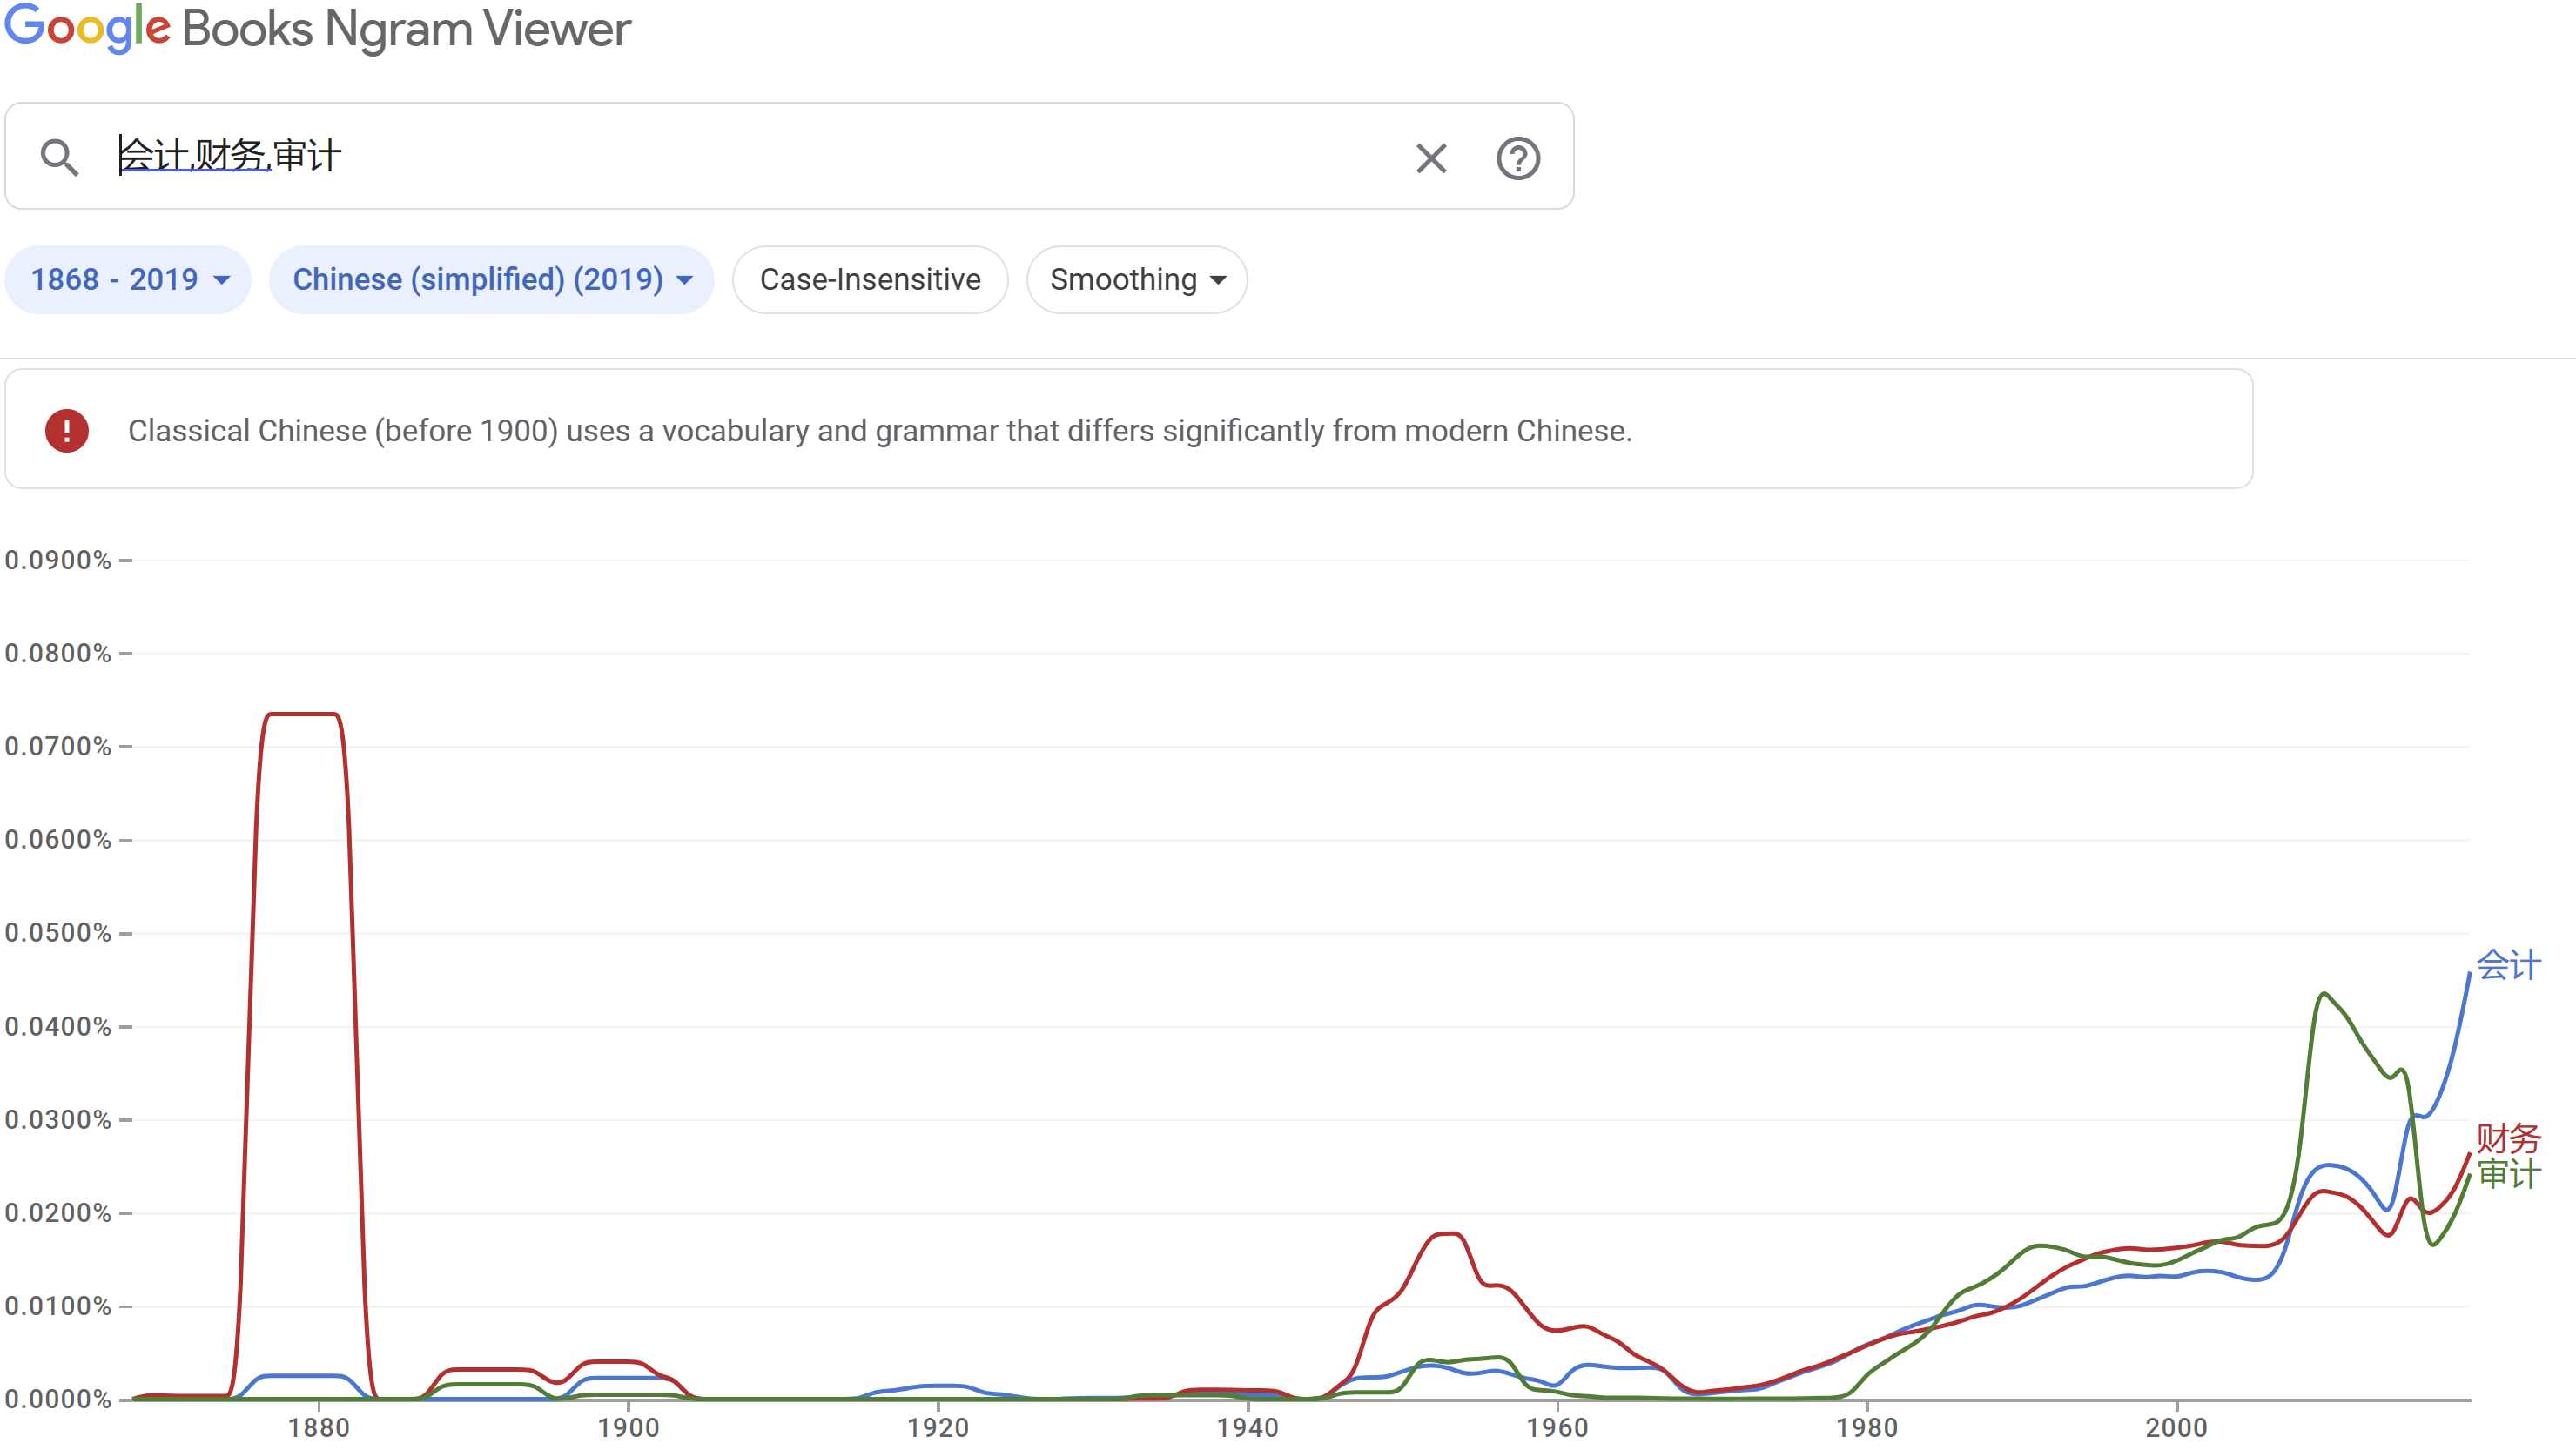 Google Books Ngram Viewer
会计,财务,审计
1868 - 2019 Chinese (simplified) (2019) Case-Insensitive Smoothing
Classical Chinese (before 1900) uses a vocabulary and grammar that differs significantly from modern Chinese.
0.0900%
0.0800%
0.0700%
0.0600%
0.0500%
0.0400%
0.0300%
0.0200%
0.0100%
0.0000%
会计
财务
审计
1880 1900 1920 1940 1960 1980 2000